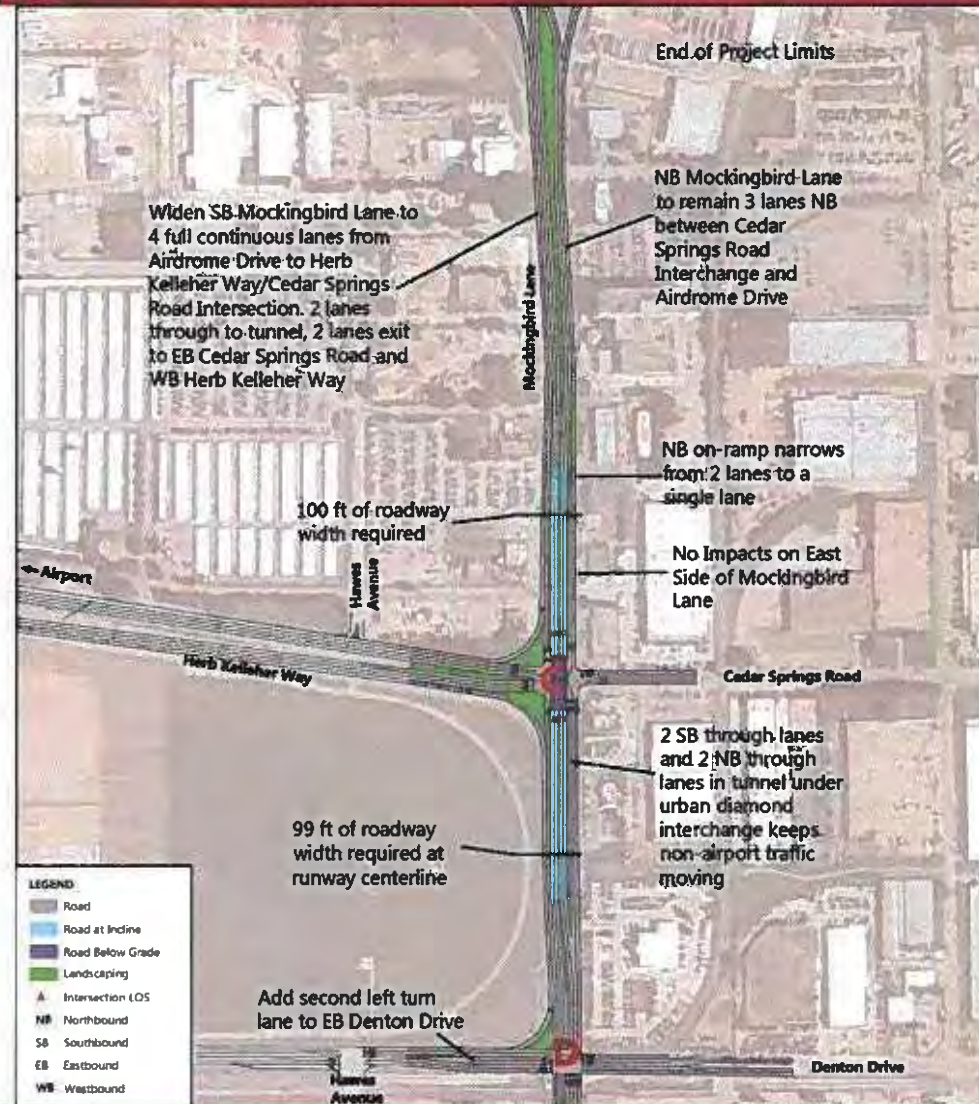 End of Project Limits
Widen SB Mockingbird Lane to
4 full continuous lanes from
Airdrome Drive to Herb
Kelleher Way/Cedar Springs
Road Intersection. 2 lanes
through to tunnel, 2 lanes exit
to EB Cedar Springs Road and
WB Herb Kelleher Way
NB Mockingbird Lane
to remain 3 lanes NB
between Cedar
Springs Road
Interchange and
Airdrome Drive
Mockingbird Lane
NB on-ramp narrows
from 2 lanes to a
single lane
100 ft of roadway
width required
No Impacts on East
Side of Mockingbird
Lane
Airport
Hawes
Avenue
Herb Kelleher Way
Cedar Springs Road
2 SB through lanes
and 2 NB through
lanes in tunnel under
urban diamond
interchange keeps
non-airport traffic
moving
99 ft of roadway
width required at
runway centerline
LEGEND
Road
Road at Incline
Road Below Grade
Landscaping
A Intersection LOS
NB Northbound
SB Southbound
EB Eastbound
WB Westbound
Add second left turn
lane to EB Denton Drive
D
Denton Drive
Hawes
Avenue